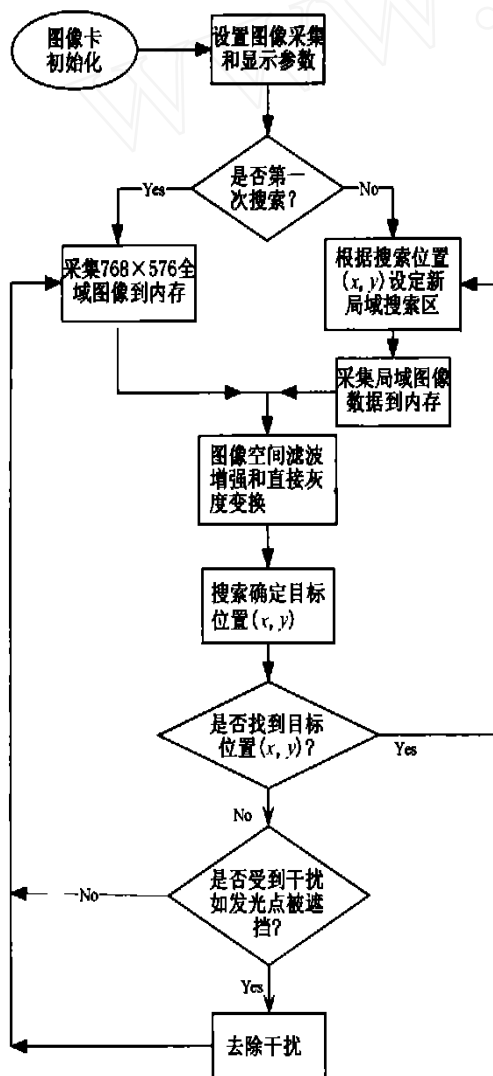 图像卡
初始化
设置图像采集
和显示参数
是否第一
次搜索?
Yes
No
采集768×576全
域图像到内存
根据搜索位置
(x, y)设定新
局域搜索区
采集局域图像
数据到内存
图像空间滤波
增强和直接灰
度变换
搜索确定目标
位置(x, y)
是否找到目标
位置(x, y)?
Yes
No
是否受到干扰
如发光点被遮
挡?
No
Yes
去除干扰